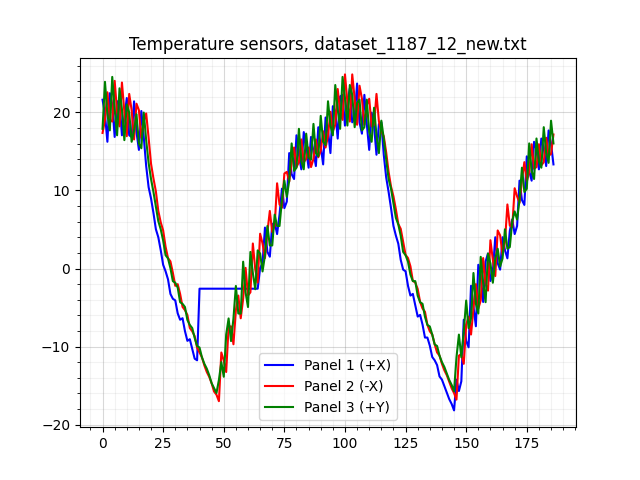 Temperature sensors, dataset_1187_12_new.txt
20
10
0
−10
−20
Panel 1 (+X)
Panel 2 (-X)
Panel 3 (+Y)
0 25 50 75 100 125 150 175